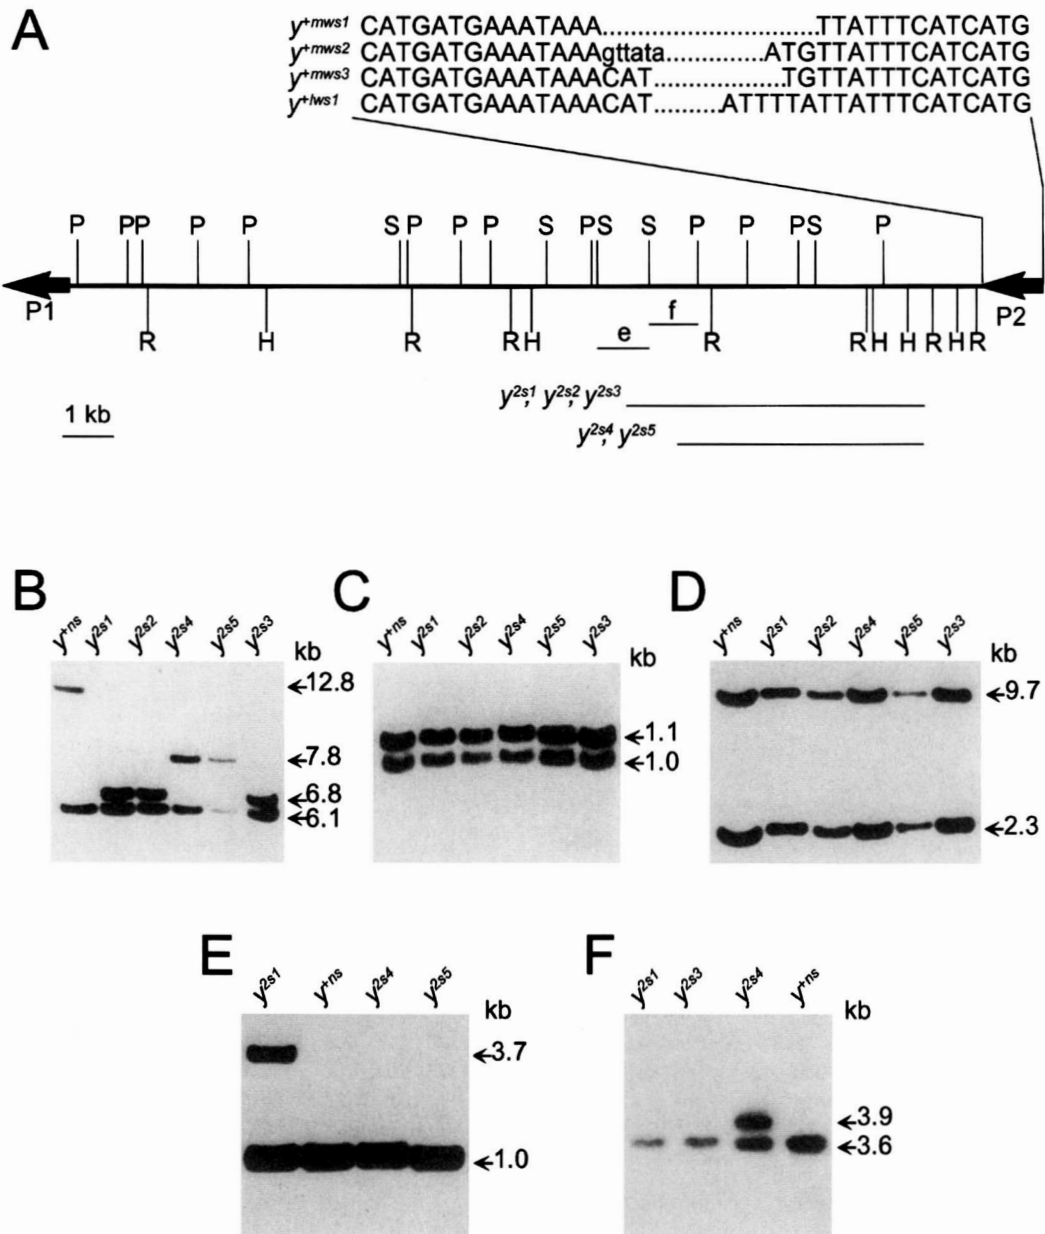 A
y+mws1 CATGATGAAATAAA............................TTATTTCATCATG
y+mws2 CATGATGAAATAAAgttata.............ATGTTATTTCATCATG
y+mws3 CATGATGAAATAAACAT.................TGTTATTTCATCATG
y+lws1 CATGATGAAATAAACAT.........ATTTTATTATTTCATCATG
P PP P P S P P P S PS S P P PS P
P1 P2
R H R R H R R H H R H R
f
e
y2s1, y2s2, y2s3
1 kb
y2s4, y2s5
B
y+ns y2s1 y2s2 y2s4 y2s5 y2s3
kb
12.8
7.8
6.8
6.1
C
y+ns y2s1 y2s2 y2s4 y2s5 y2s3
kb
1.1
1.0
D
y+ns y2s1 y2s2 y2s4 y2s5 y2s3
kb
9.7
2.3
E
y2s1 y+ns y2s4 y2s5
kb
3.7
1.0
F
y2s1 y2s3 y2s4 y+ns
kb
3.9
3.6